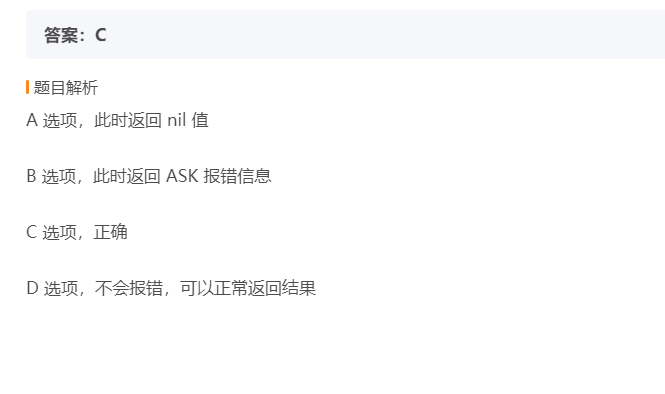 答案：C
题目解析
A 选项，此时返回 nil 值
B 选项，此时返回 ASK 报错信息
C 选项，正确
D 选项，不会报错，可以正常返回结果